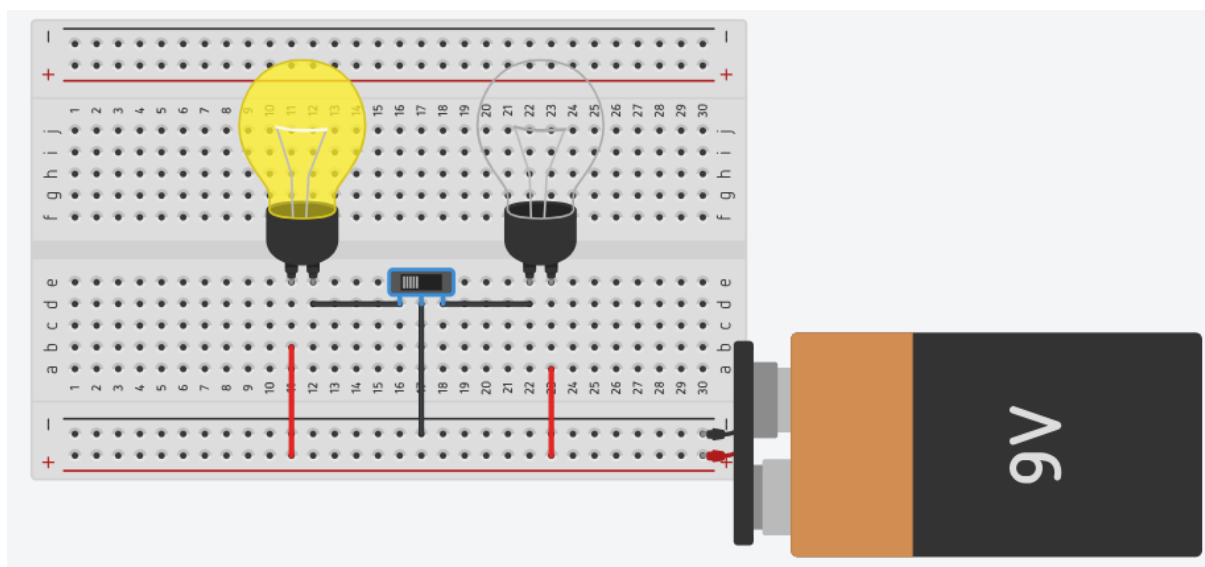 − −
+ +
1 2 3 4 5 6 7 8 9 10 11 12 13 14 15 16 17 18 19 20 21 22 23 24 25 26 27 28 29 30
j j
i i
h h
g g
f f
e e
d d
c c
b b
a a
1 2 3 4 5 6 7 8 9 10 11 12 13 14 15 16 17 18 19 20 21 22 23 24 25 26 27 28 29 30
− −
+ +
9V